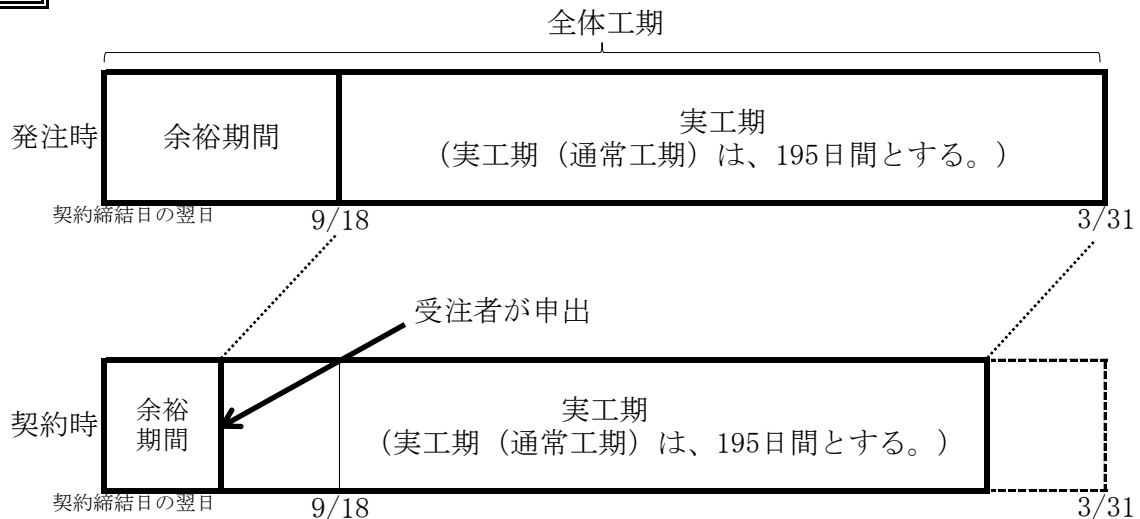 全体工期
発注時
余裕期間
実工期
（実工期（通常工期）は、195日間とする。）
契約締結日の翌日
9/18
3/31
受注者が申出
契約時
余裕
期間
実工期
（実工期（通常工期）は、195日間とする。）
契約締結日の翌日
9/18
3/31